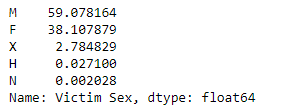 M    59.078164
F    38.107879
X     2.784829
H     0.027100
N     0.002028
Name: Victim Sex, dtype: float64